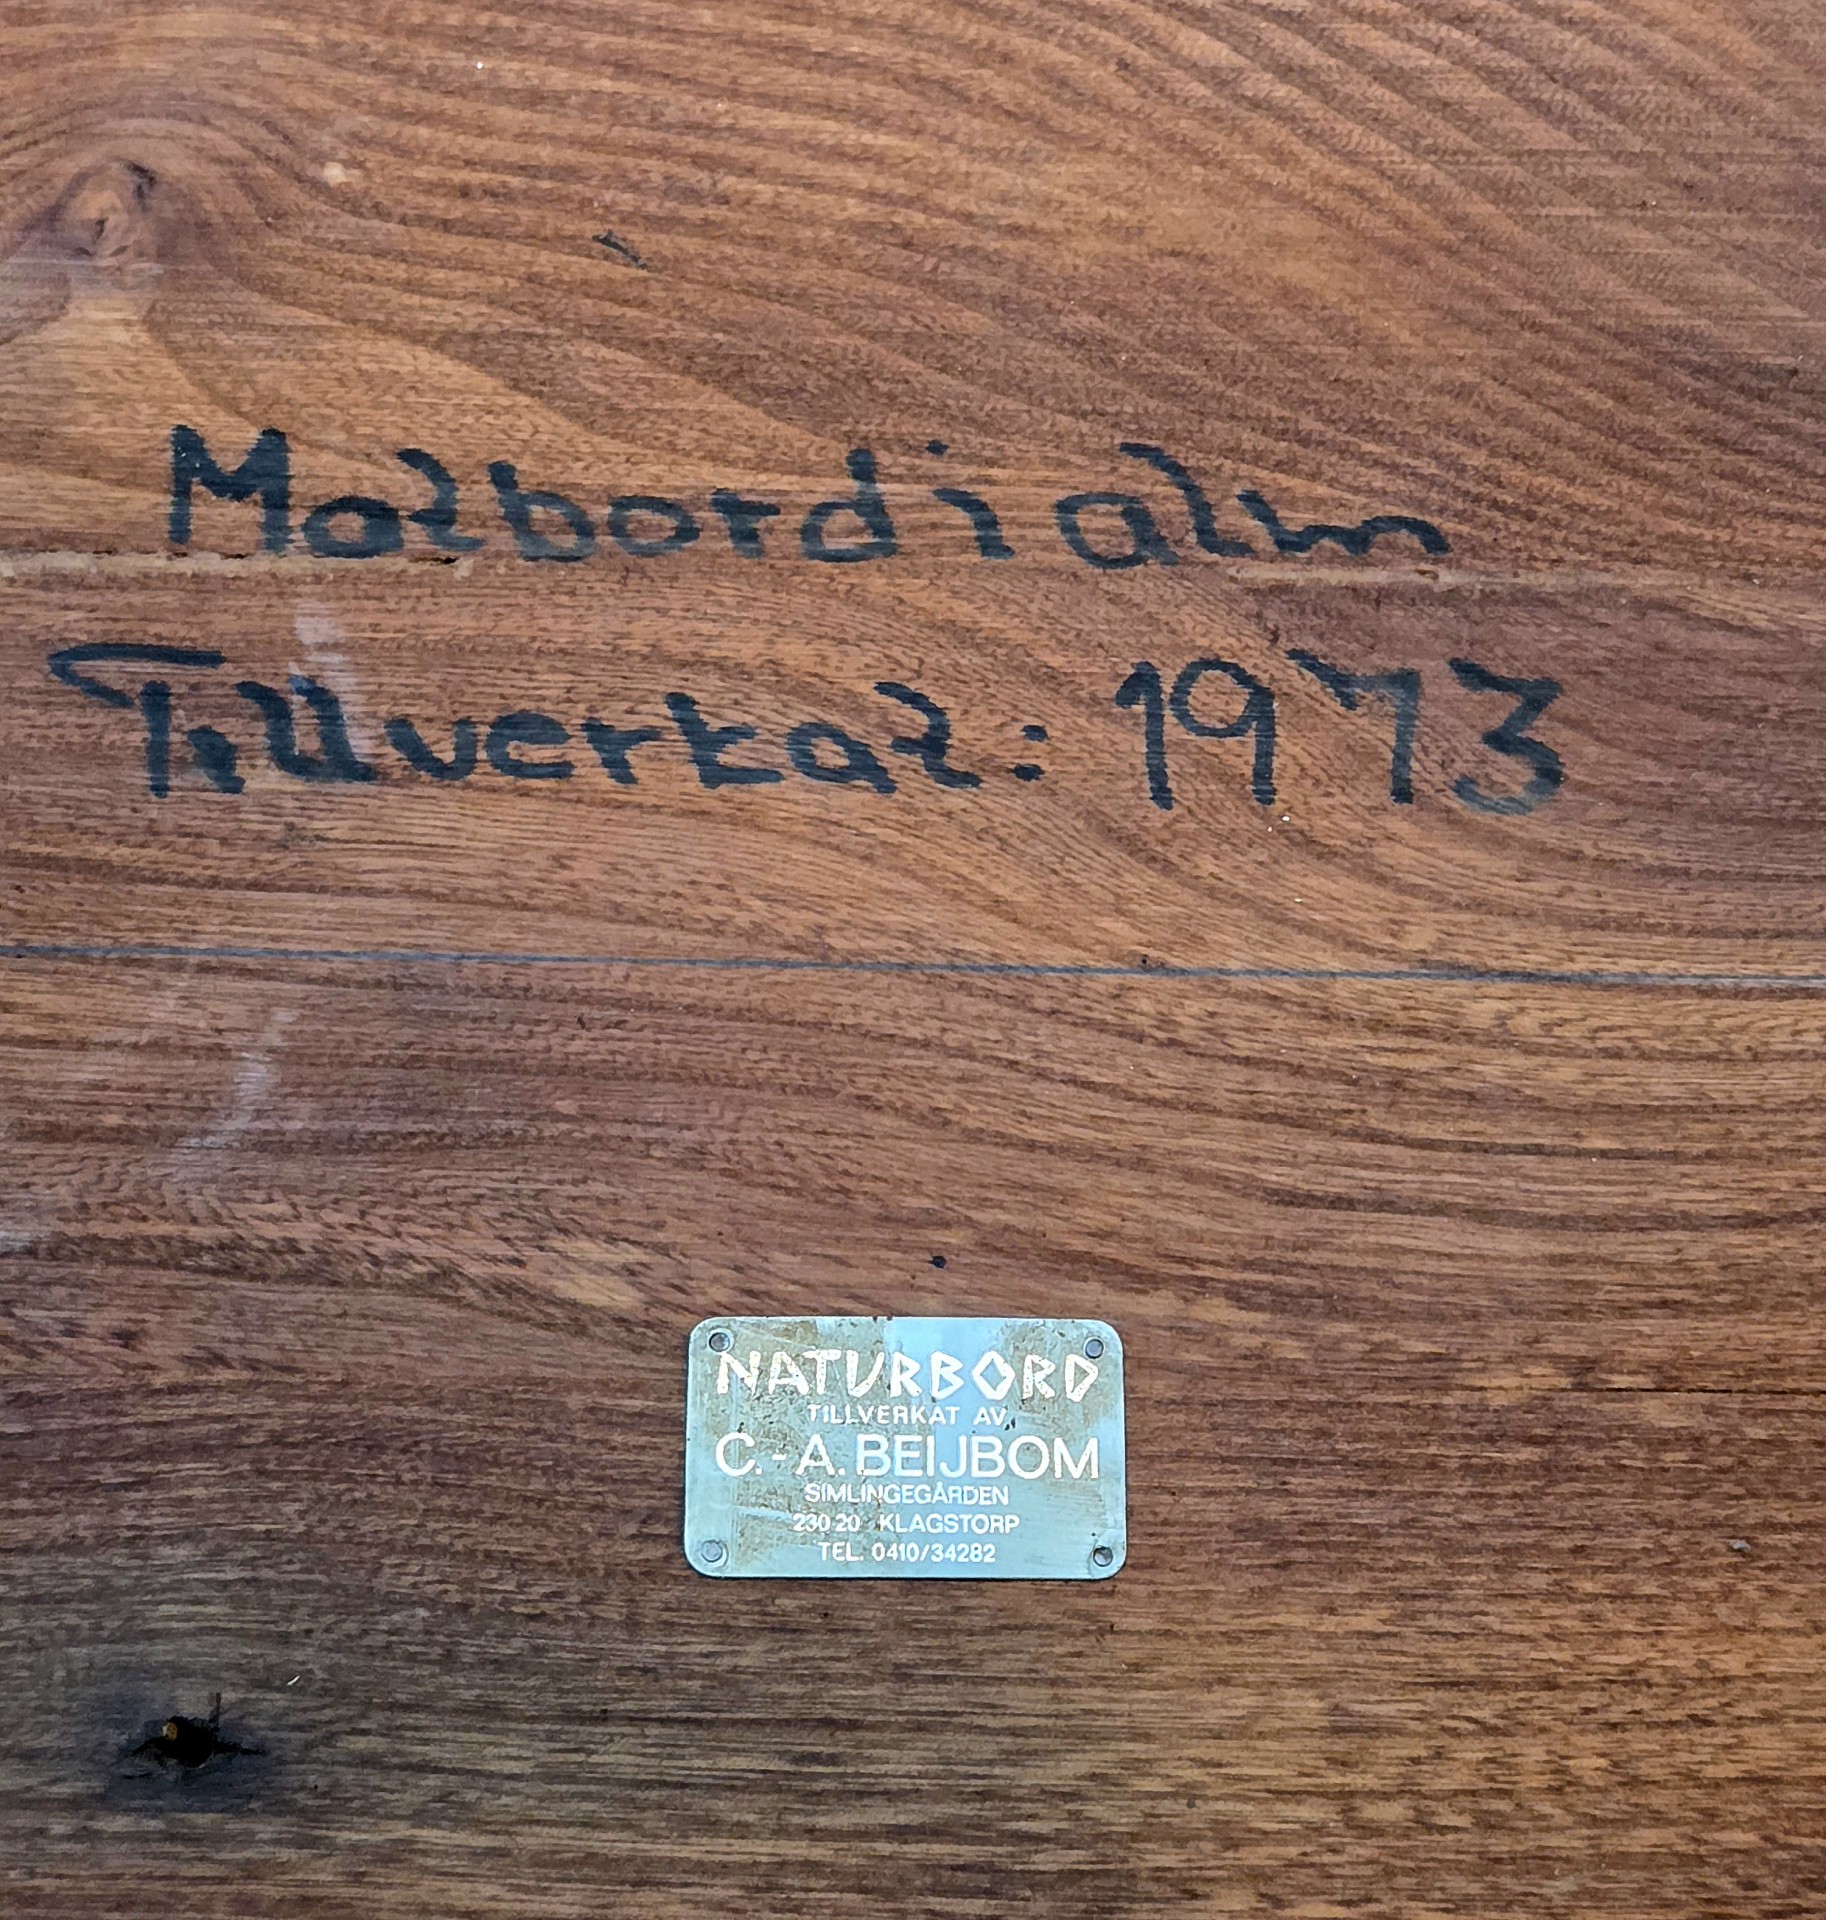 Matbord i alm
Tillverkat: 1973
NATURBORD
TILLVERKAT AV
C.-A. BEIJBOM
SIMLINGEGÅRDEN
230 20 KLAGSTORP
TEL. 0410/34282